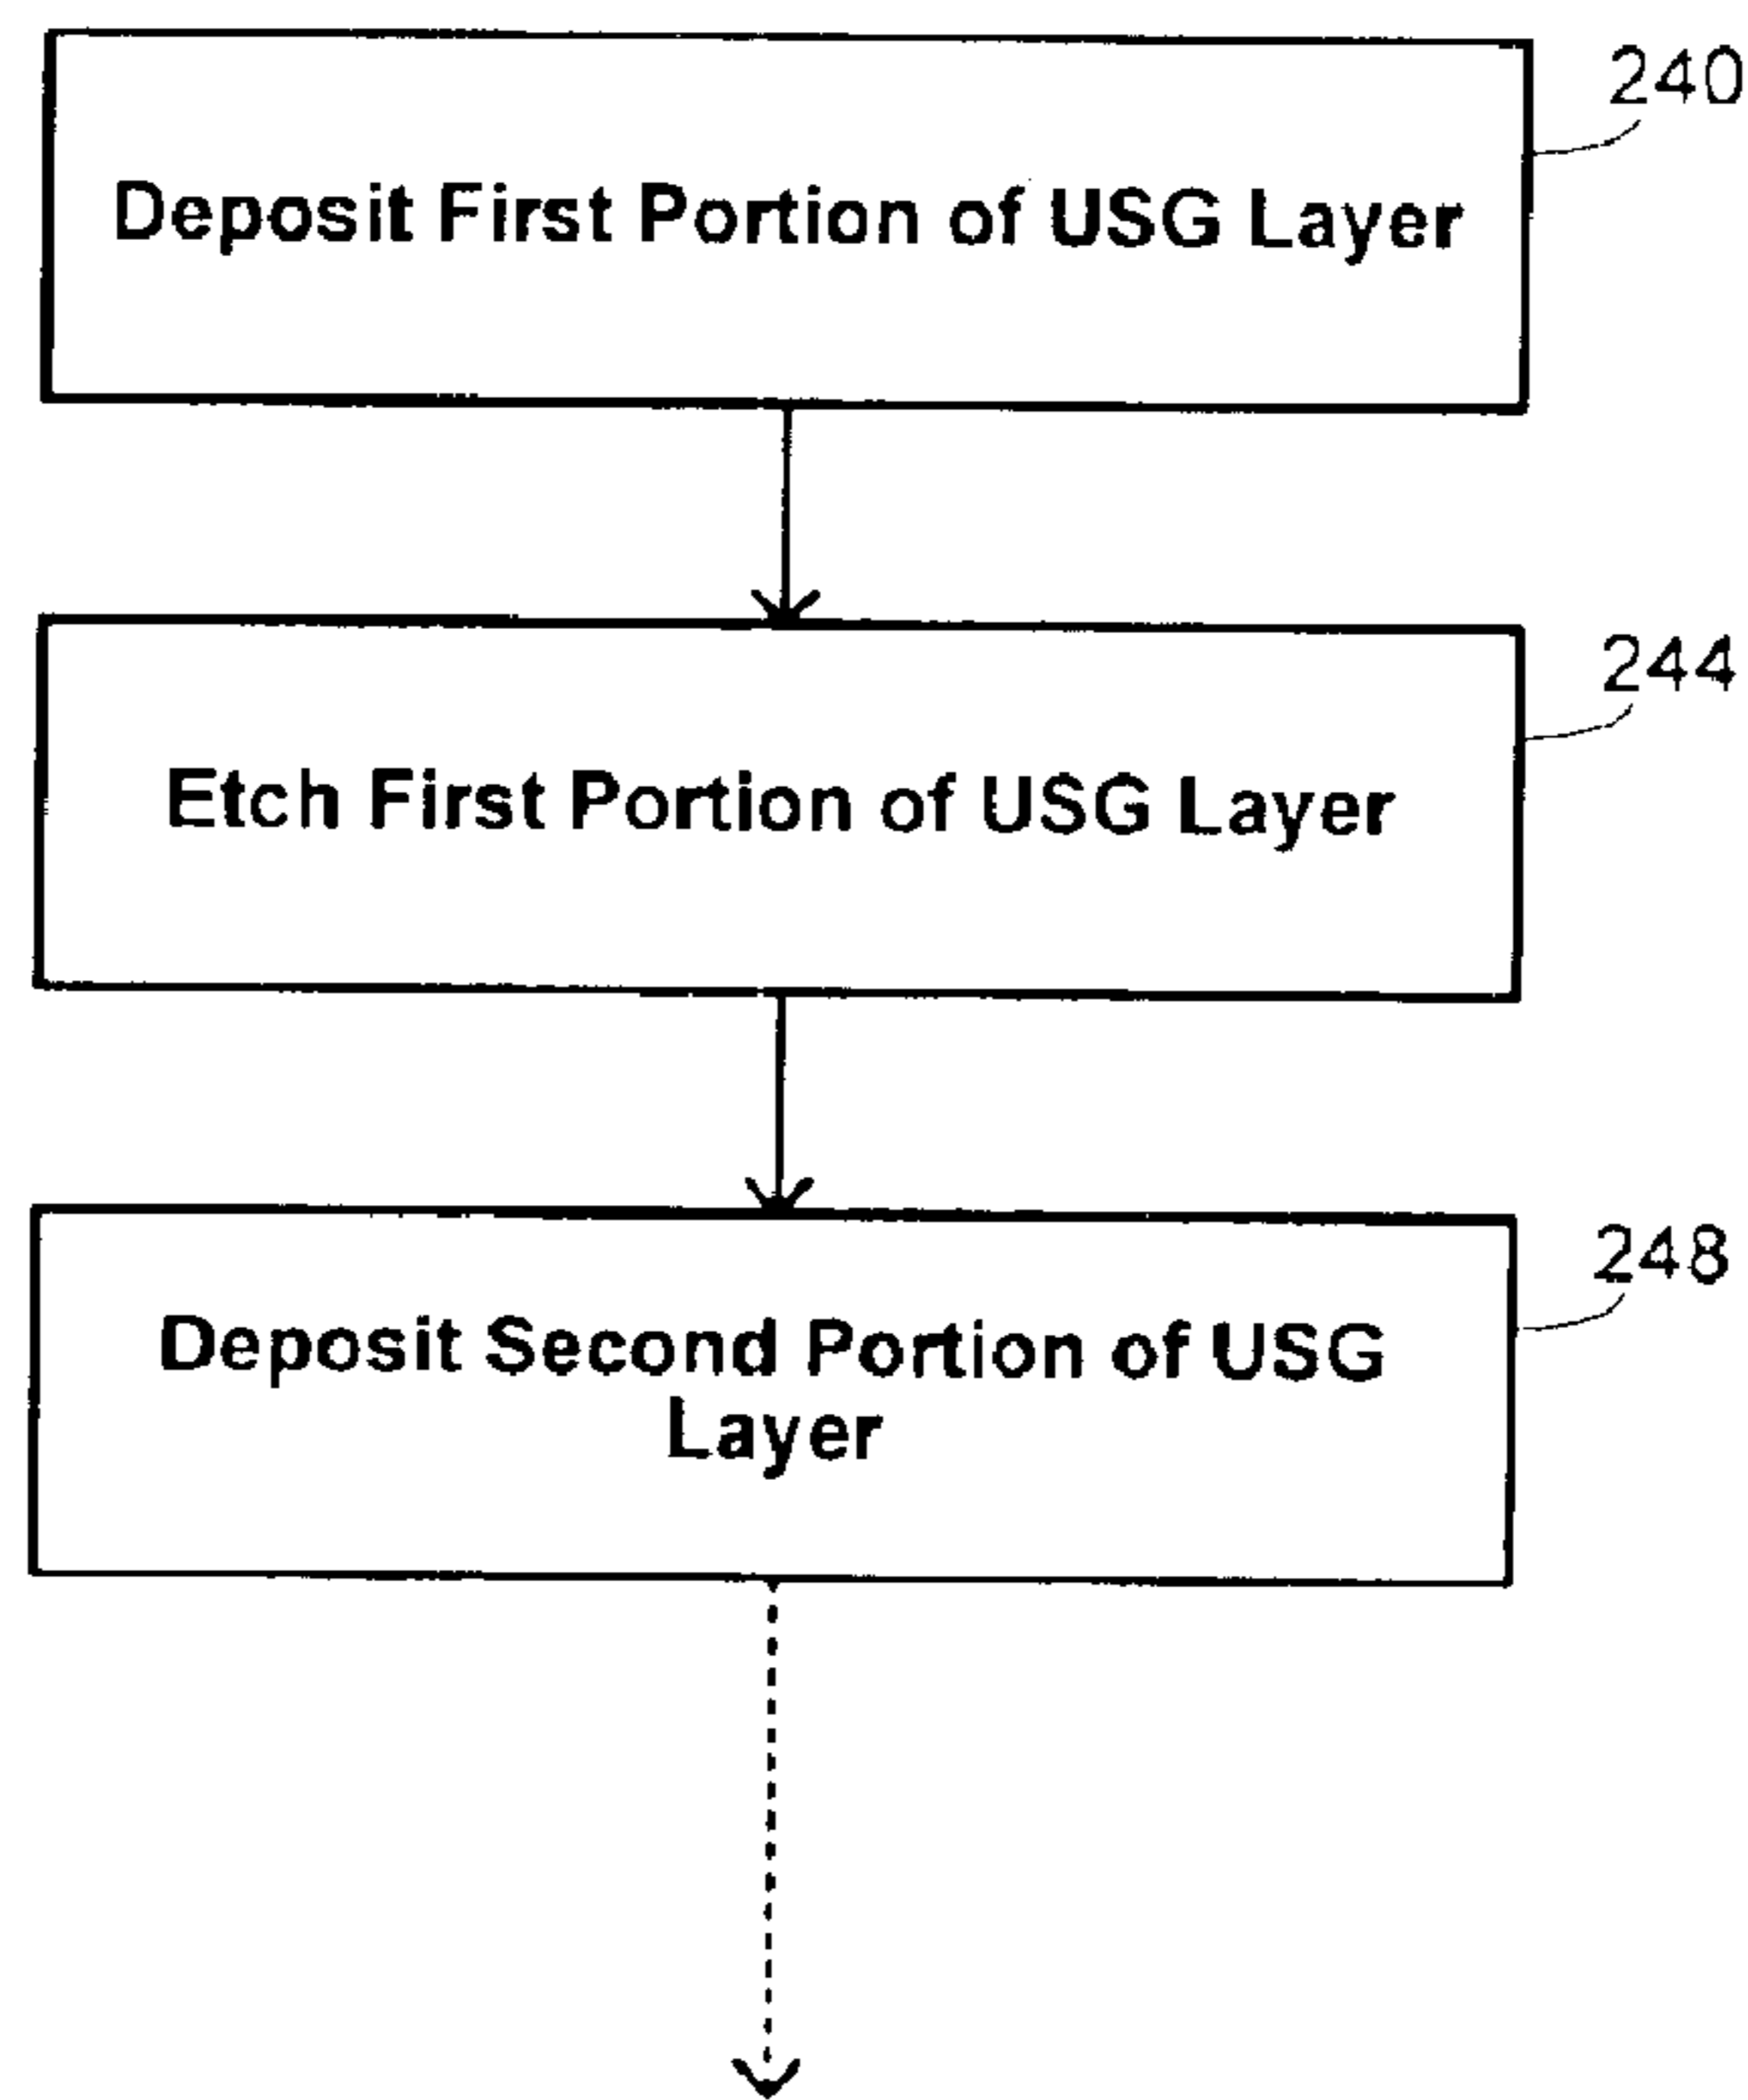 240
Deposit First Portion of USG Layer
244
Etch First Portion of USG Layer
248
Deposit Second Portion of USG
Layer